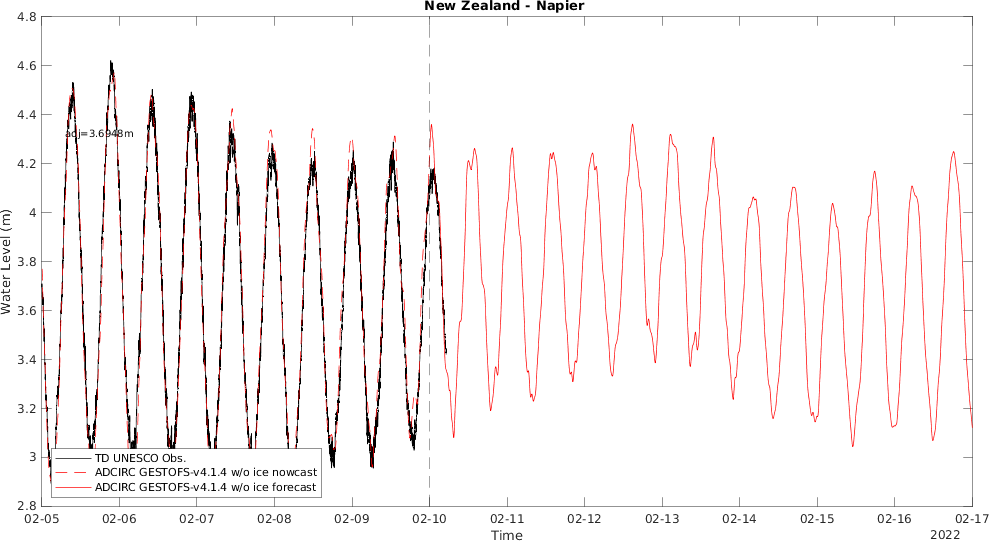 New Zealand - Napier
Water Level (m)
4.8
4.6
4.4
4.2
4
3.8
3.6
3.4
3.2
3
2.8
adj=3.6948m
TD UNESCO Obs.
ADCIRC GESTOFS-v4.1.4 w/o ice nowcast
ADCIRC GESTOFS-v4.1.4 w/o ice forecast
02-05 02-06 02-07 02-08 02-09 02-10 02-11 02-12 02-13 02-14 02-15 02-16 02-17
Time
2022